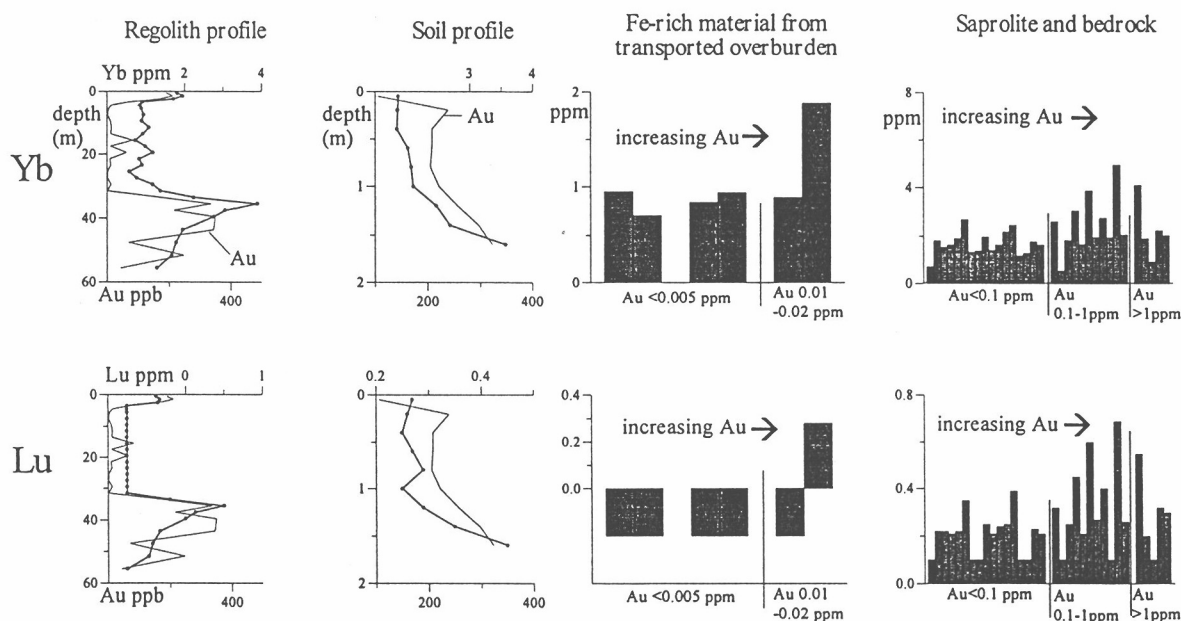 Regolith profile
Soil profile
Fe-rich material from
transported overburden
Saprolite and bedrock
Yb
Yb ppm 2 4
0
depth
(m)
20
40
60
Au
Au ppb 400
3 4
0
depth
(m)
1
2
Au
200 400
2
ppm
1
0
increasing Au →
Au <0.005 ppm
Au 0.01
-0.02 ppm
8
ppm
4
0
increasing Au →
Au<0.1 ppm
Au
0.1-1ppm
Au
>1ppm
Lu
Lu ppm 0 1
0
20
40
60
Au ppb 400
0.2 0.4
0
1
2
200 400
0.4
0.2
0.0
increasing Au →
Au <0.005 ppm
Au 0.01
-0.02 ppm
0.8
0.4
0.0
increasing Au →
Au<0.1 ppm
Au
0.1-1ppm
Au
>1ppm